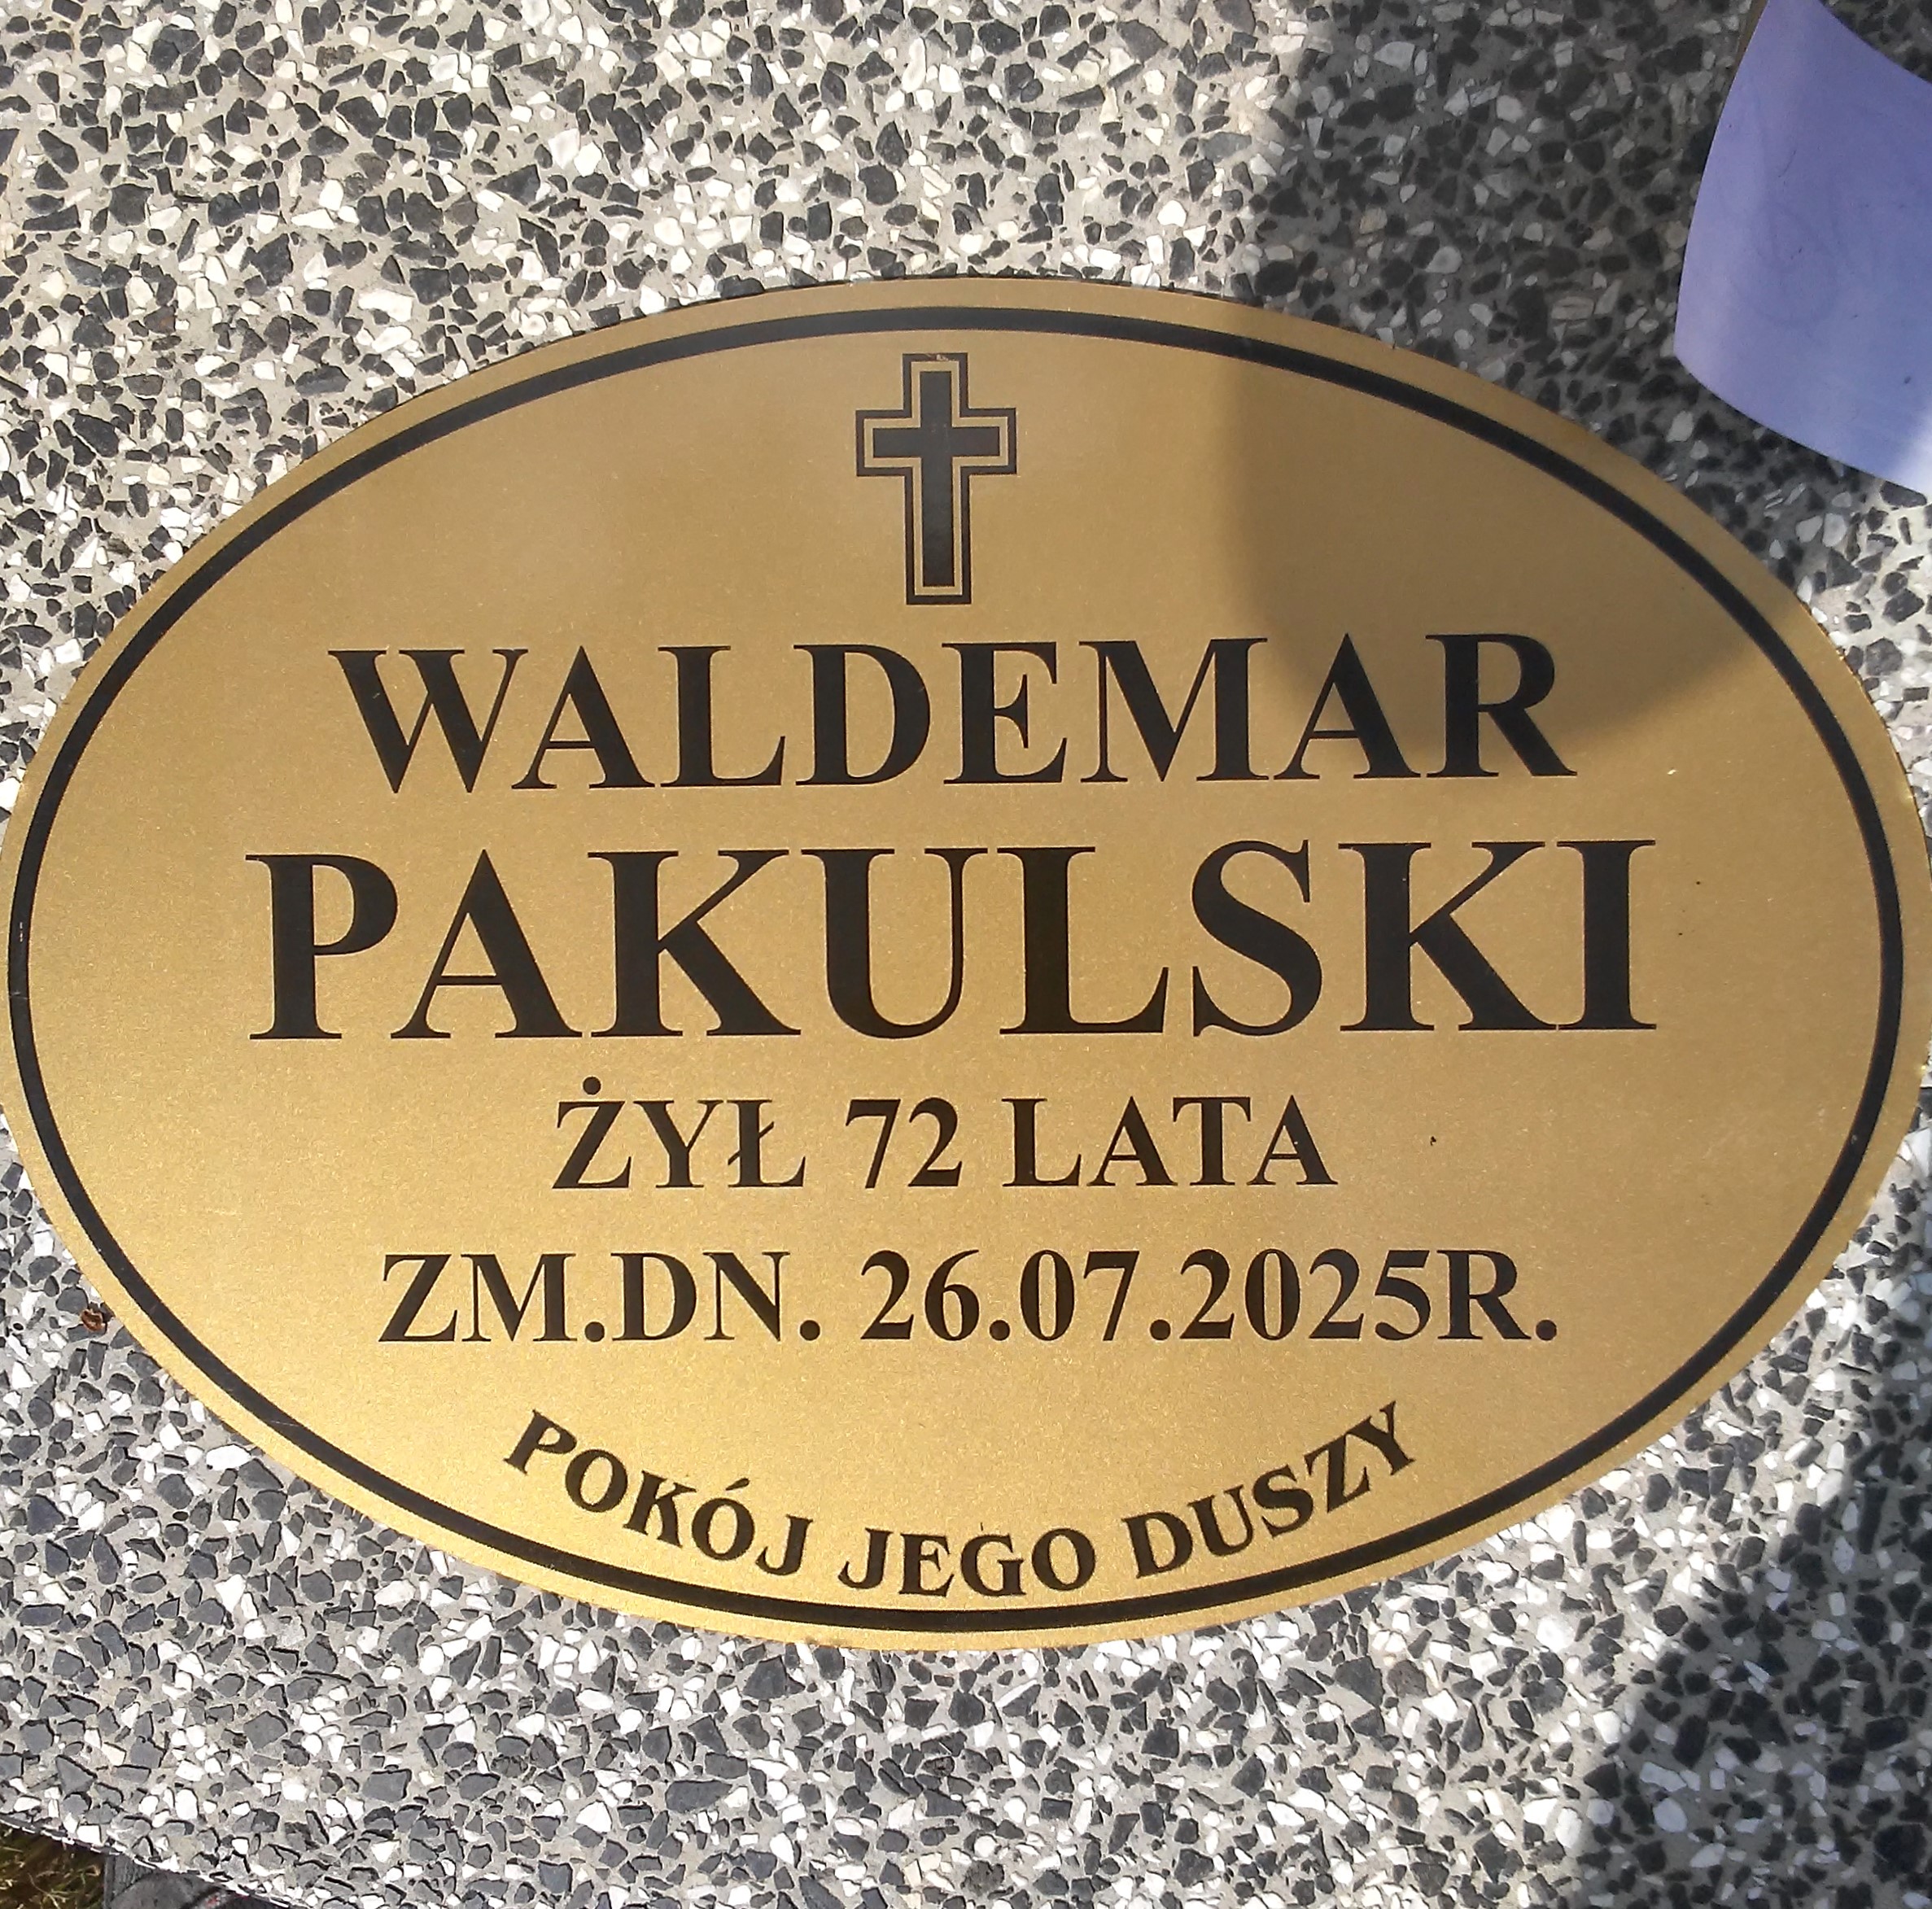 WALDEMAR
PAKULSKI
ŻYŁ 72 LATA
ZM.DN. 26.07.2025R.
POKÓJ JEGO DUSZY